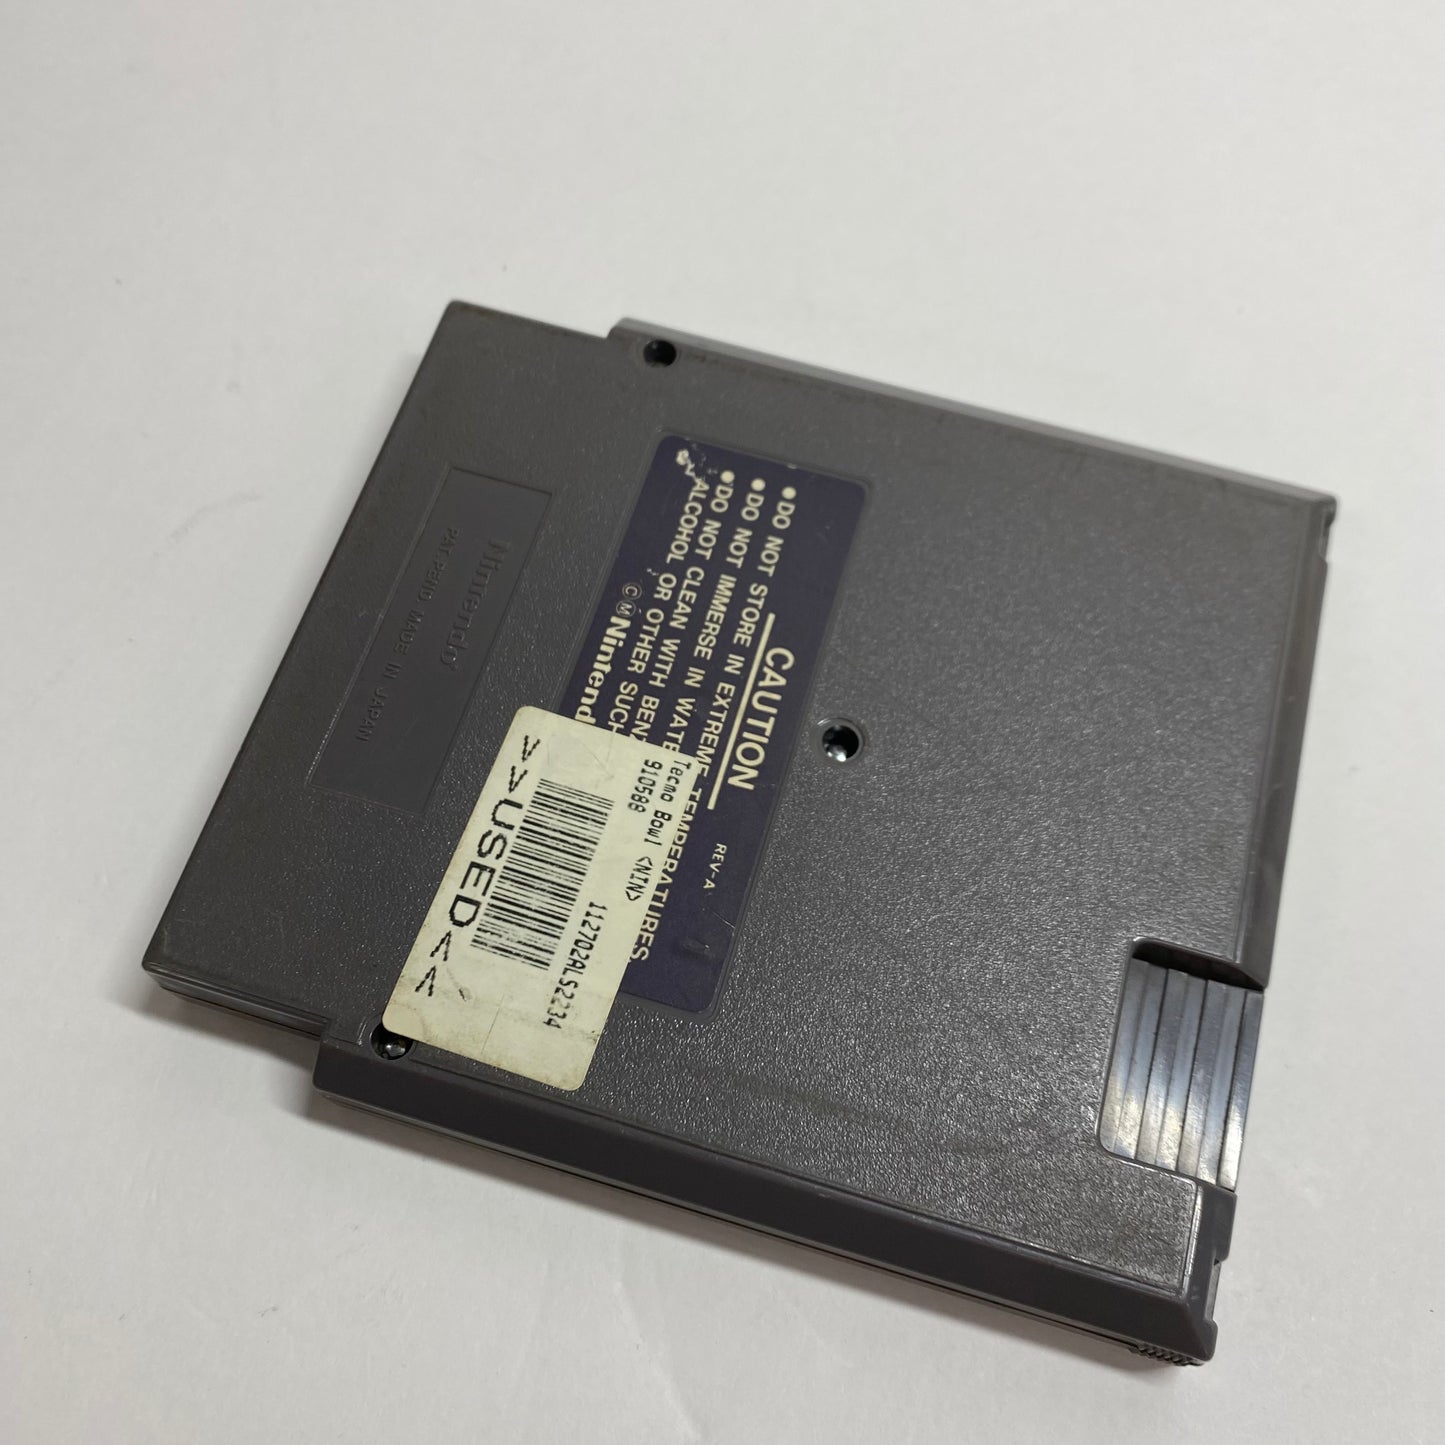 CAUTION
● DO NOT STORE IN EXTREME TEMPERATURES
● DO NOT IMMERSE IN WATE
● DO NOT CLEAN WITH BEN
ALCOHOL OR OTHER SUCH
©Ⓜ Nintend
REV-A
Nintendo
PAT. PEND MADE IN JAPAN
Tecmo Bowl <NIN>
910588
112702ALS2234
>>USED<<